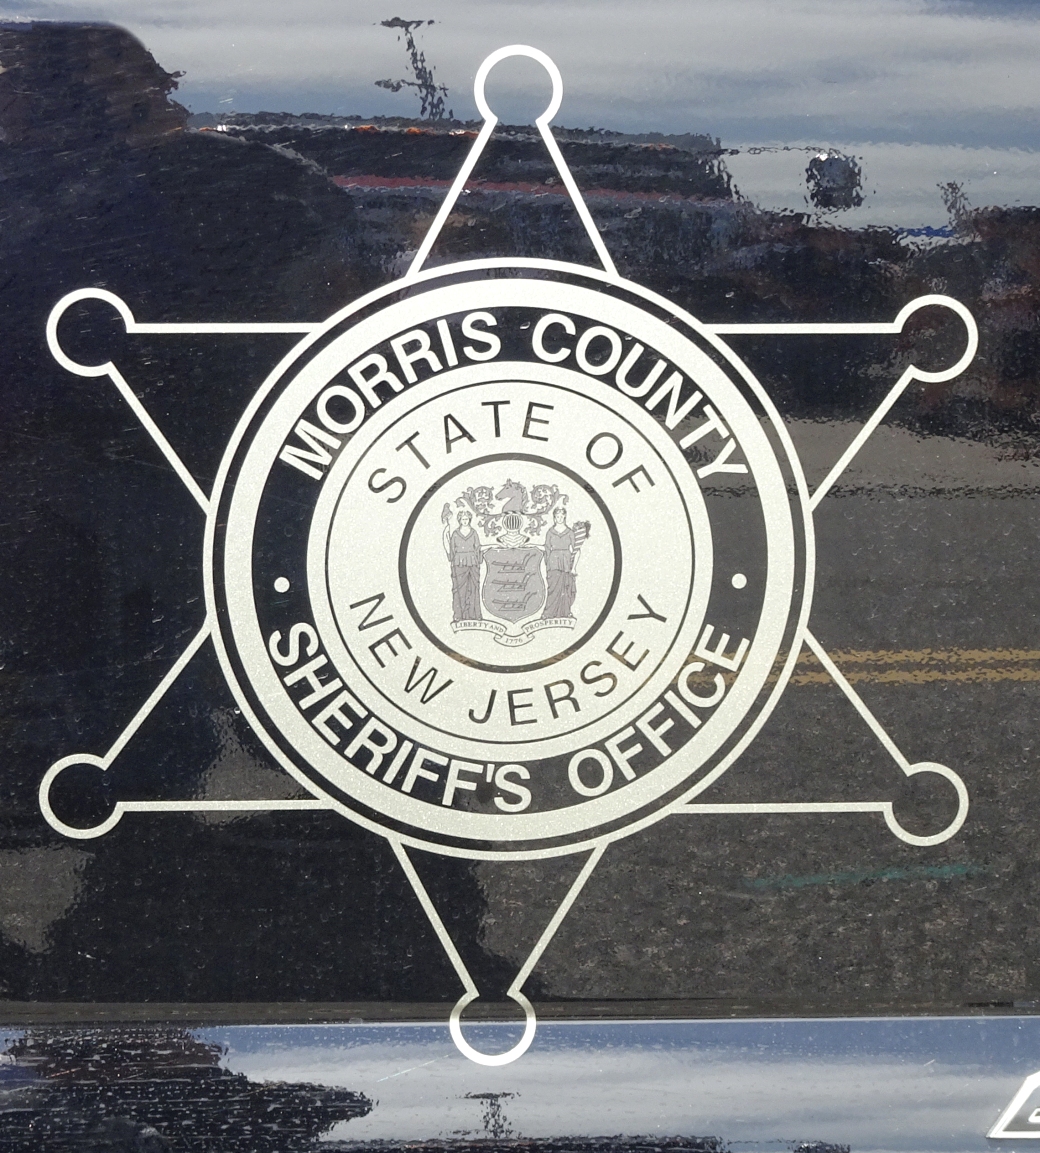 MORRIS COUNTY
STATE OF
LIBERTY AND PROSPERITY
1776
NEW JERSEY
SHERIFF'S OFFICE